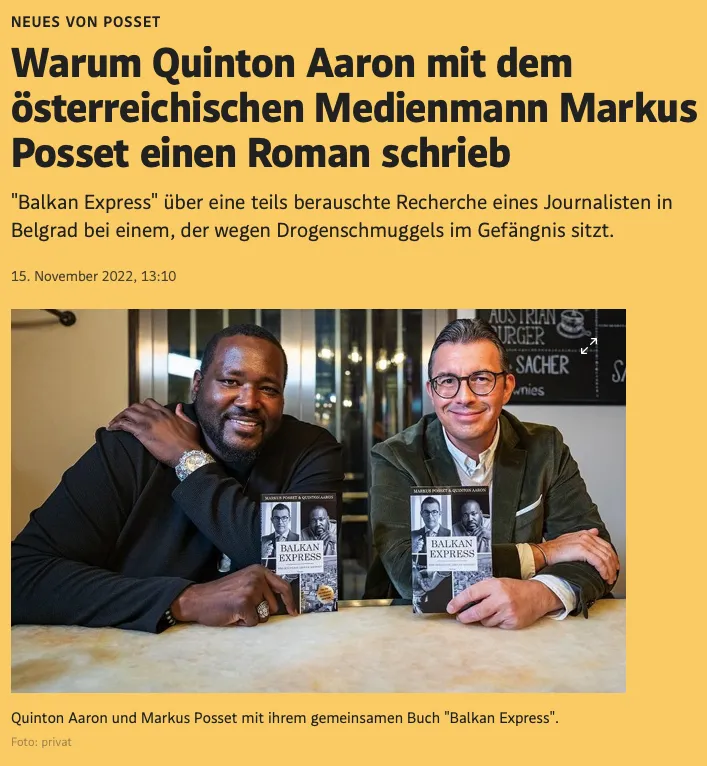 NEUES VON POSSET
Warum Quinton Aaron mit dem
österreichischen Medienmann Markus
Posset einen Roman schrieb
"Balkan Express" über eine teils berauschte Recherche eines Journalisten in
Belgrad bei einem, der wegen Drogenschmuggels im Gefängnis sitzt.
15. November 2022, 13:10
AUSTRIAN
BURGER
SACHER
wnies
MARKUS POSSET & QUINTON AARON
BALKAN
EXPRESS
MARKUS POSSET & QUINTON AARON
BALKAN
EXPRESS
Quinton Aaron und Markus Posset mit ihrem gemeinsamen Buch "Balkan Express".
Foto: privat